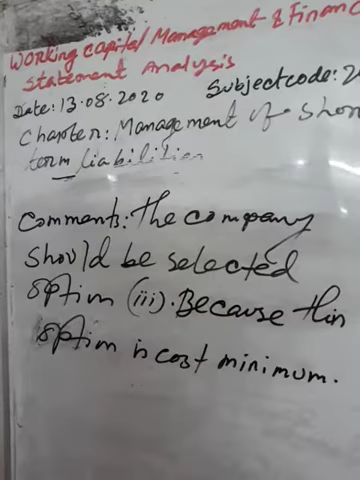 Working capital Management & Financ
Statement Analysis
Date: 13.08.2020 Subject code: 2
Chapter: Management of Short
term liabilities
Comments: The company
should be selected
option (iii). Because this
option is cost minimum.